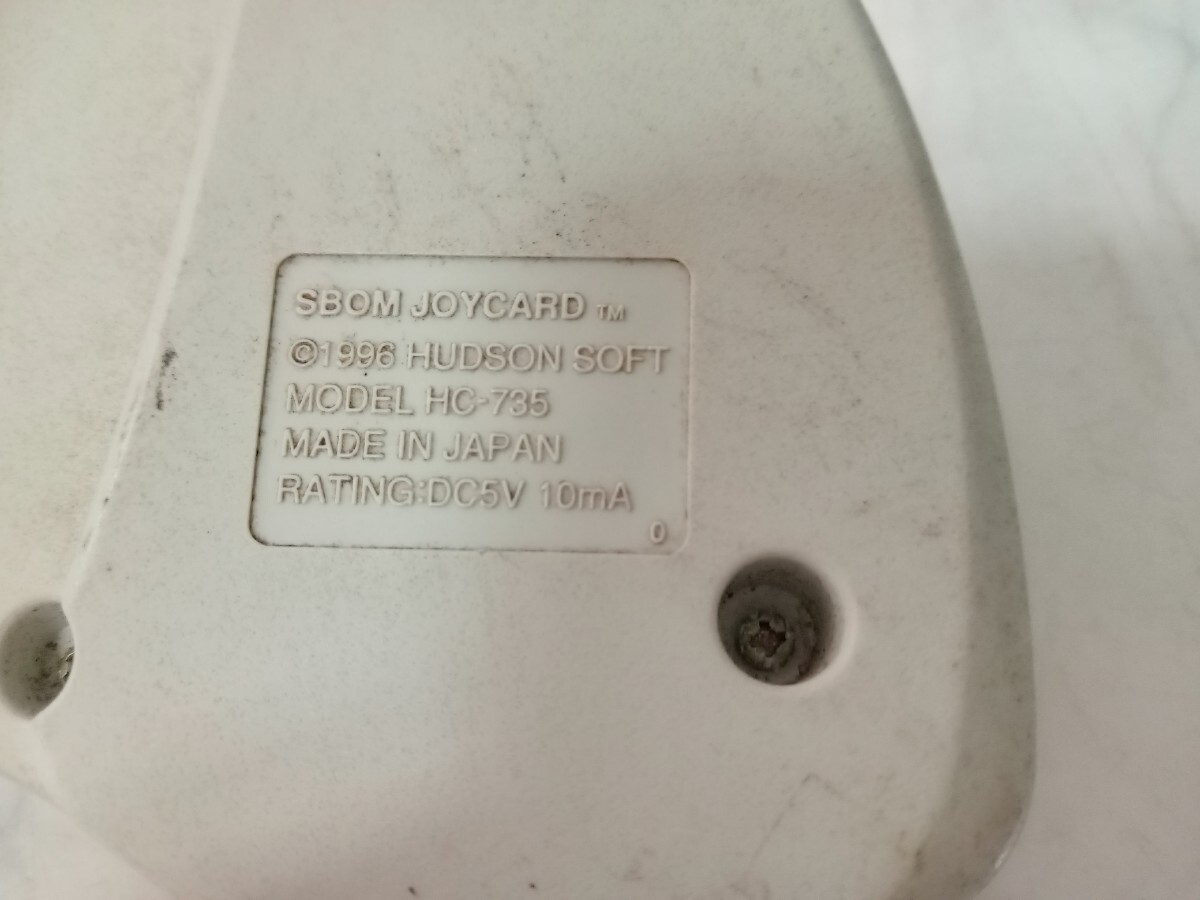 SBOM JOYCARD TM
©1996 HUDSON SOFT
MODEL HC-735
MADE IN JAPAN
RATING:DC5V 10mA
0